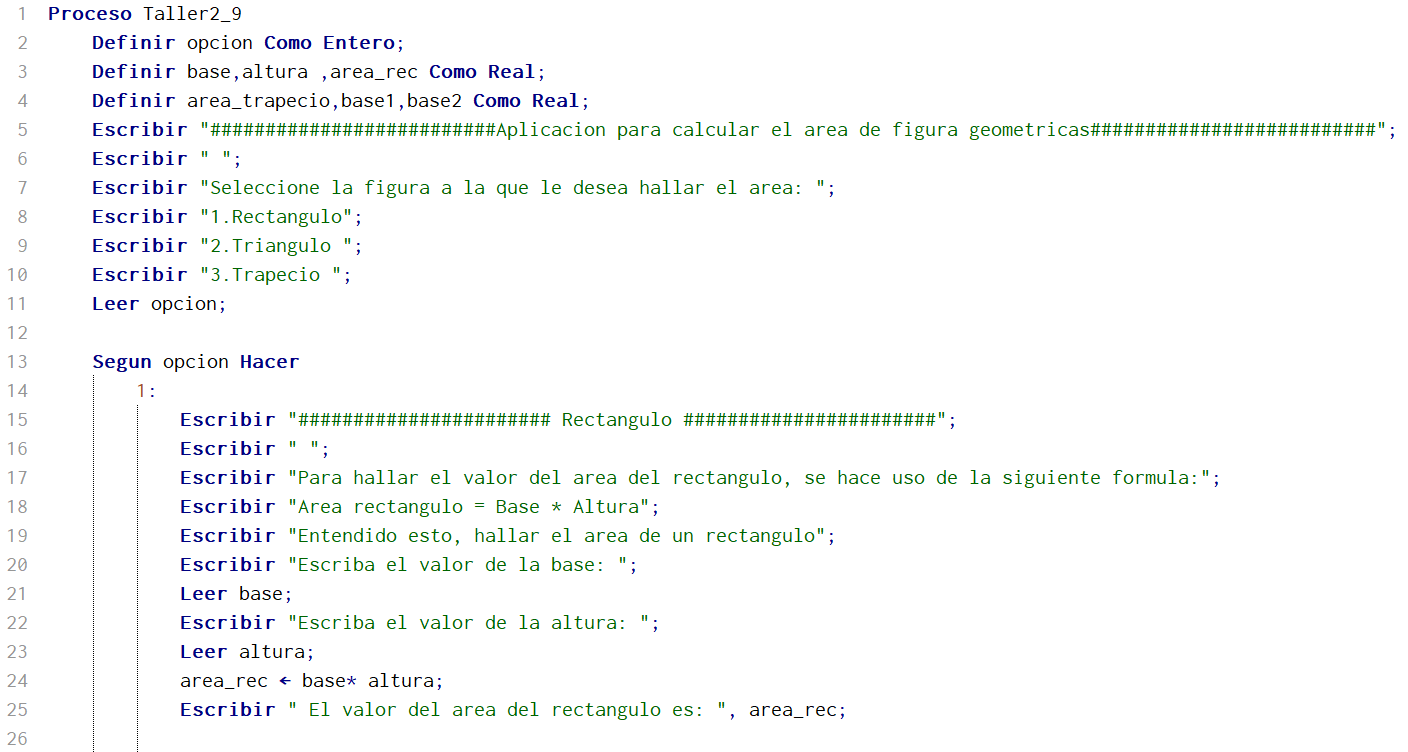 1 Proceso Taller2_9
2 Definir opcion Como Entero;
3 Definir base,altura ,area_rec Como Real;
4 Definir area_trapecio,base1,base2 Como Real;
5 Escribir "##########################Aplicacion para calcular el area de figura geometricas##########################";
6 Escribir " ";
7 Escribir "Seleccione la figura a la que le desea hallar el area: ";
8 Escribir "1.Rectangulo";
9 Escribir "2.Triangulo ";
10 Escribir "3.Trapecio ";
11 Leer opcion;
12
13 Segun opcion Hacer
14 1:
15 Escribir "####################### Rectangulo #######################";
16 Escribir " ";
17 Escribir "Para hallar el valor del area del rectangulo, se hace uso de la siguiente formula:";
18 Escribir "Area rectangulo = Base * Altura";
19 Escribir "Entendido esto, hallar el area de un rectangulo";
20 Escribir "Escriba el valor de la base: ";
21 Leer base;
22 Escribir "Escriba el valor de la altura: ";
23 Leer altura;
24 area_rec ← base* altura;
25 Escribir " El valor del area del rectangulo es: ", area_rec;
26